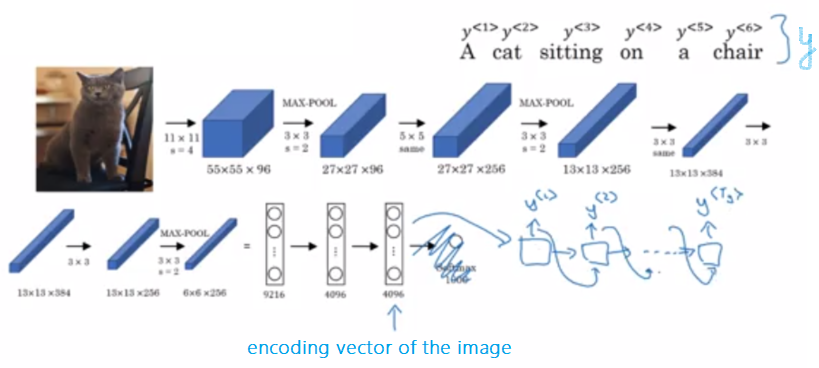 y<1> y<2> y<3> y<4> y<5> y<6>
A cat sitting on a chair
y
MAX-POOL
MAX-POOL
11 × 11
s = 4
3 × 3
s = 2
5 × 5
same
3 × 3
s = 2
3 × 3
same
3 × 3
55×55 × 96
27×27 ×96
27×27 ×256
13×13 ×256
13×13 ×384
y<1>
y<2>
y<Ty>
MAX-POOL
3 × 3
3 × 3
s = 2
=
Softmax
1000
13×13 ×384
13×13 ×256
6×6 ×256
9216
4096
4096
encoding vector of the image